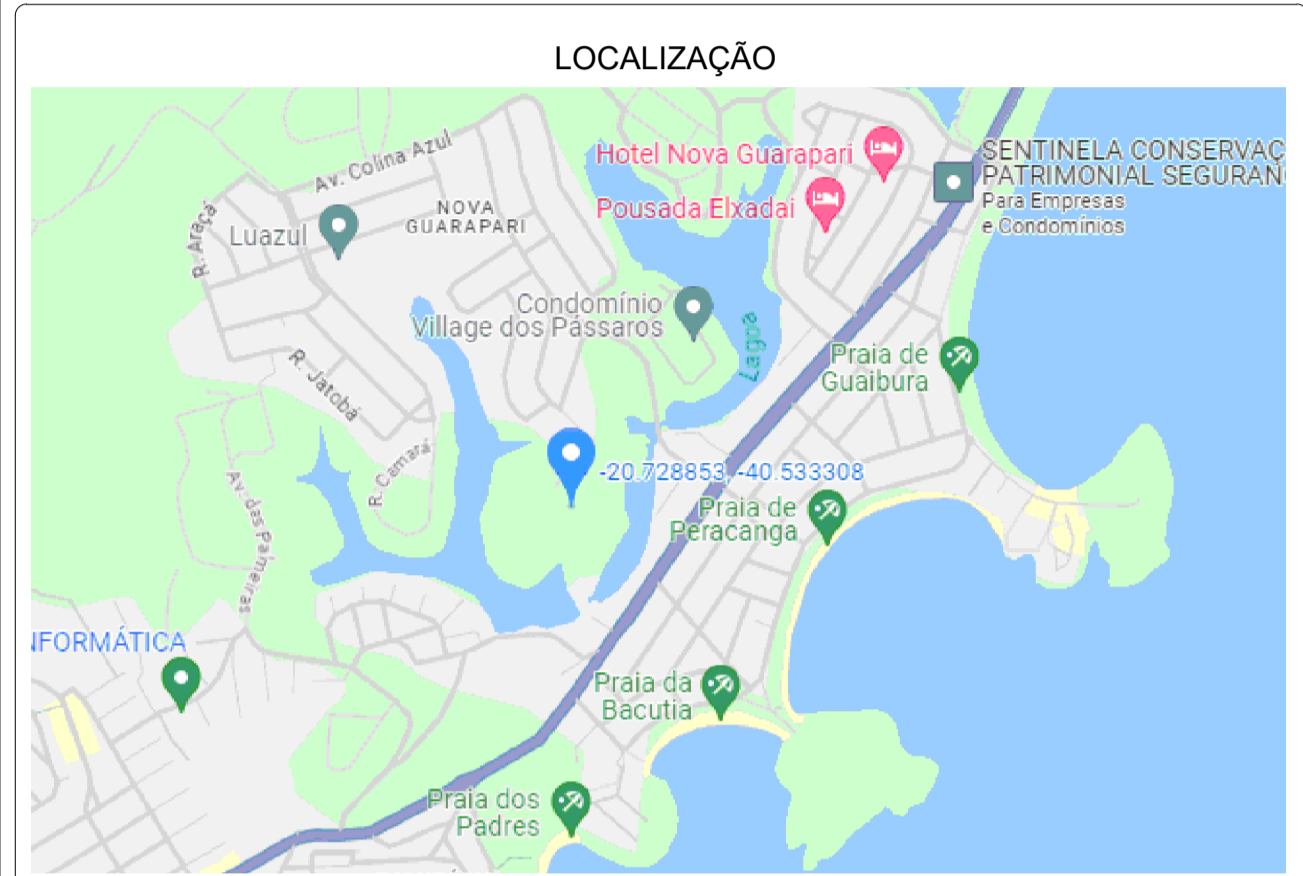 LOCALIZAÇÃO
Av. Colina Azul
Hotel Nova Guarapari
SENTINELA CONSERVAÇ
PATRIMONIAL SEGURAN
Para Empresas
e Condomínios
Pousada Elxadai
NOVA
GUARAPARI
R. Araçá
Luazul
Condomínio
Village dos Pássaros
Lagoa
Praia de
Guaibura
R. Jatobá
R. Camará
-20.728853, -40.533308
Av. das Palmeiras
Praia de
Peracanga
NFORMÁTICA
Praia da
Bacutia
Praia dos
Padres